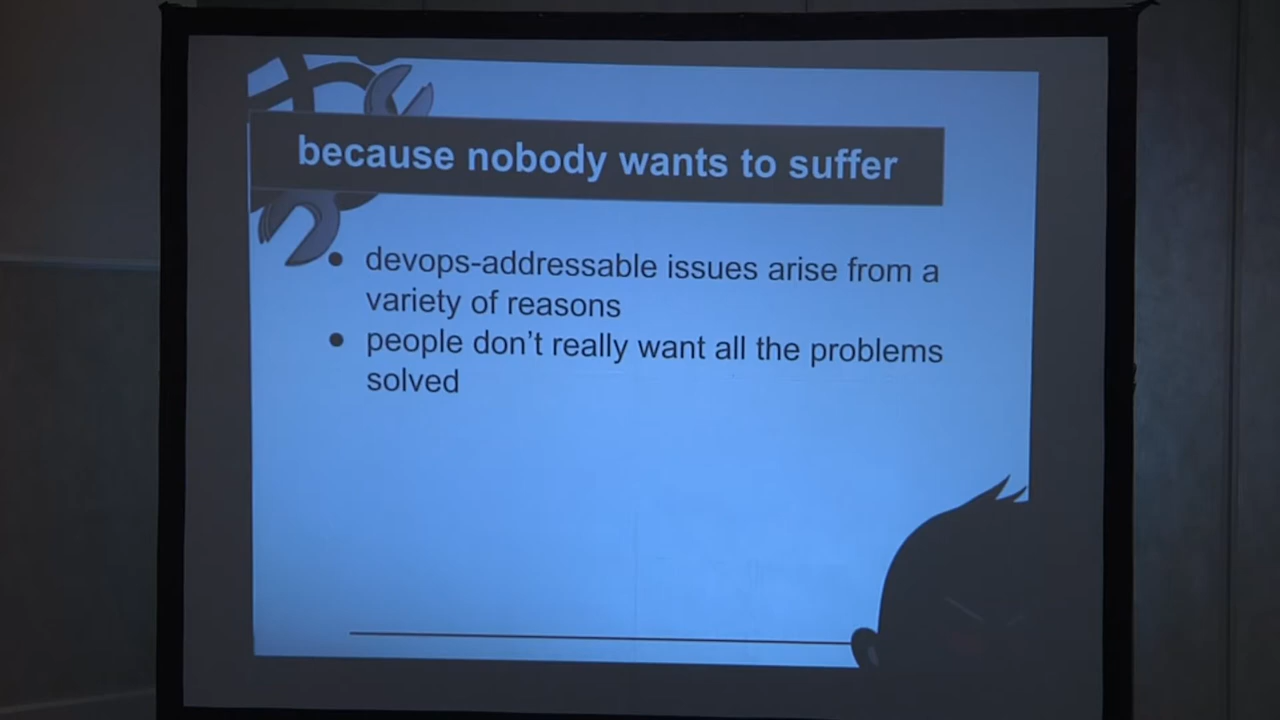 because nobody wants to suffer
● devops-addressable issues arise from a
variety of reasons
● people don't really want all the problems
solved